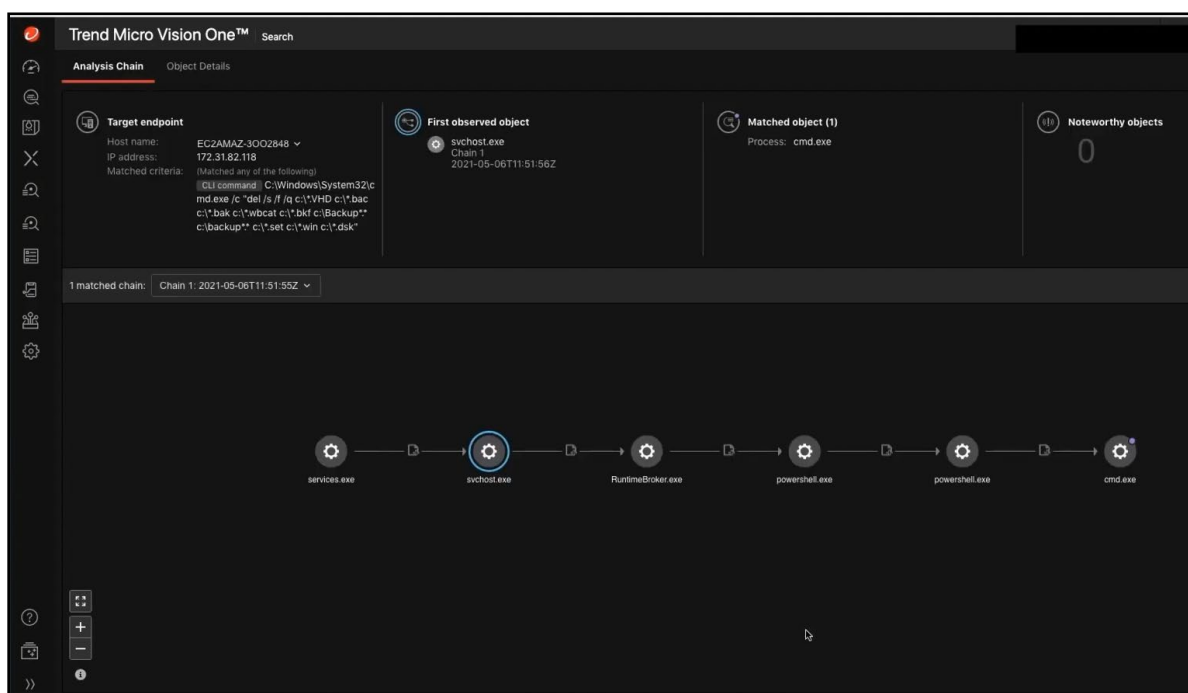 Trend Micro Vision One™ Search
Analysis Chain Object Details
Target endpoint
Host name: EC2AMAZ-3OO2848
IP address: 172.31.82.118
Matched criteria: (Matched any of the following)
CLI command C:\Windows\System32\c
md.exe /c "del /s /f /q c:\*.VHD c:\*.bac
c:\*.bak c:\*.wbcat c:\*.bkf c:\Backup*.*
c:\backup*.* c:\*.set c:\*.win c:\*.dsk"
First observed object
svchost.exe
Chain 1
2021-05-06T11:51:56Z
Matched object (1)
Process: cmd.exe
Noteworthy objects
0
1 matched chain: Chain 1: 2021-05-06T11:51:55Z
services.exe svchost.exe RuntimeBroker.exe powershell.exe powershell.exe cmd.exe